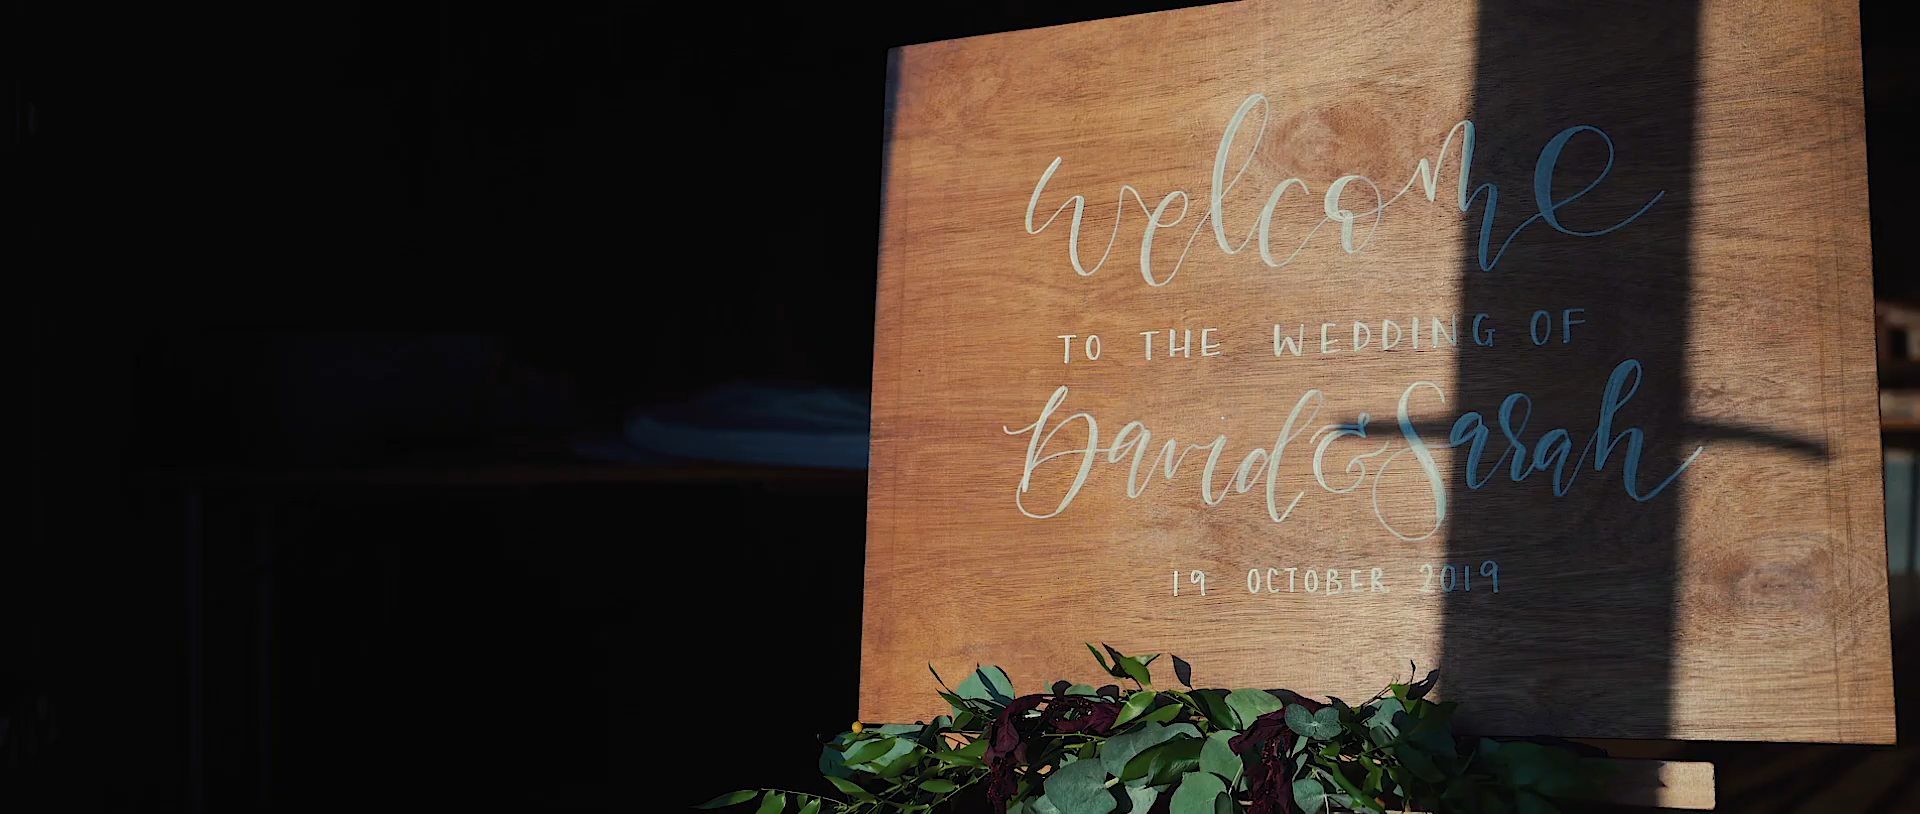 welcome
TO THE WEDDING OF
David & Sarah
19 OCTOBER 2019